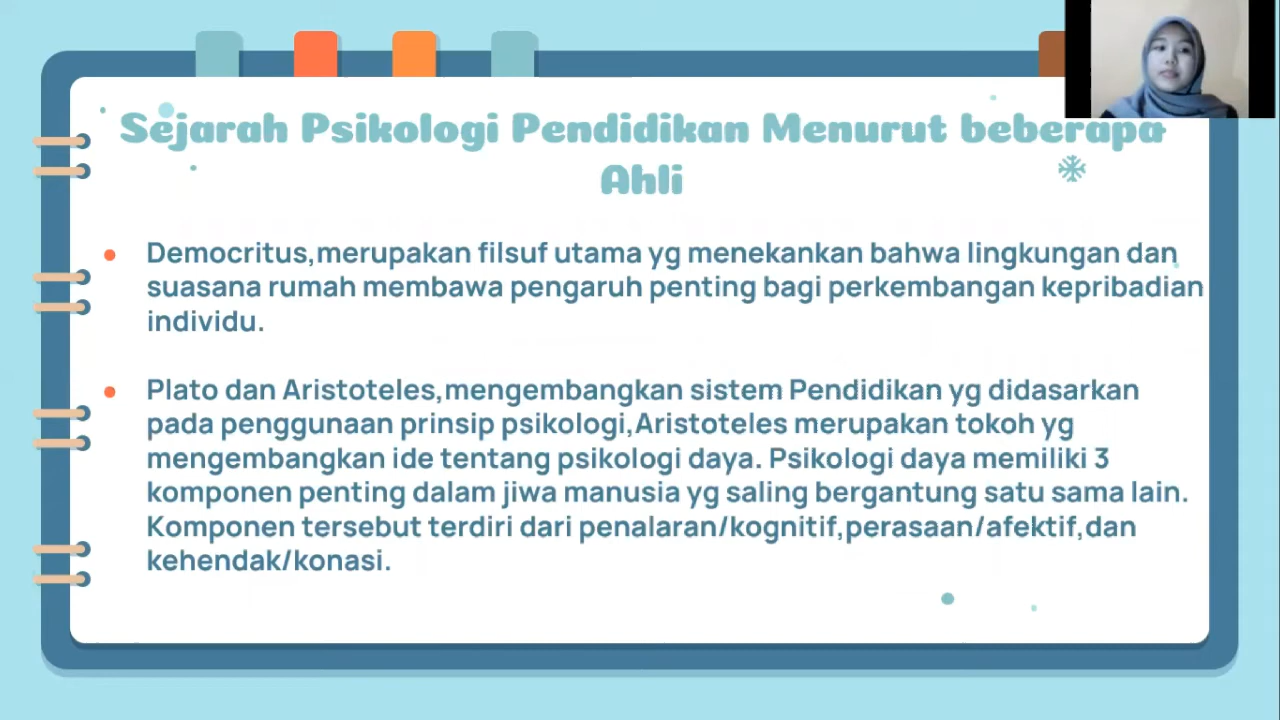 Sejarah Psikologi Pendidikan Menurut beberapa
Ahli
Democritus,merupakan filsuf utama yg menekankan bahwa lingkungan dan
suasana rumah membawa pengaruh penting bagi perkembangan kepribadian
individu.
Plato dan Aristoteles,mengembangkan sistem Pendidikan yg didasarkan
pada penggunaan prinsip psikologi,Aristoteles merupakan tokoh yg
mengembangkan ide tentang psikologi daya. Psikologi daya memiliki 3
komponen penting dalam jiwa manusia yg saling bergantung satu sama lain.
Komponen tersebut terdiri dari penalaran/kognitif,perasaan/afektif,dan
kehendak/konasi.